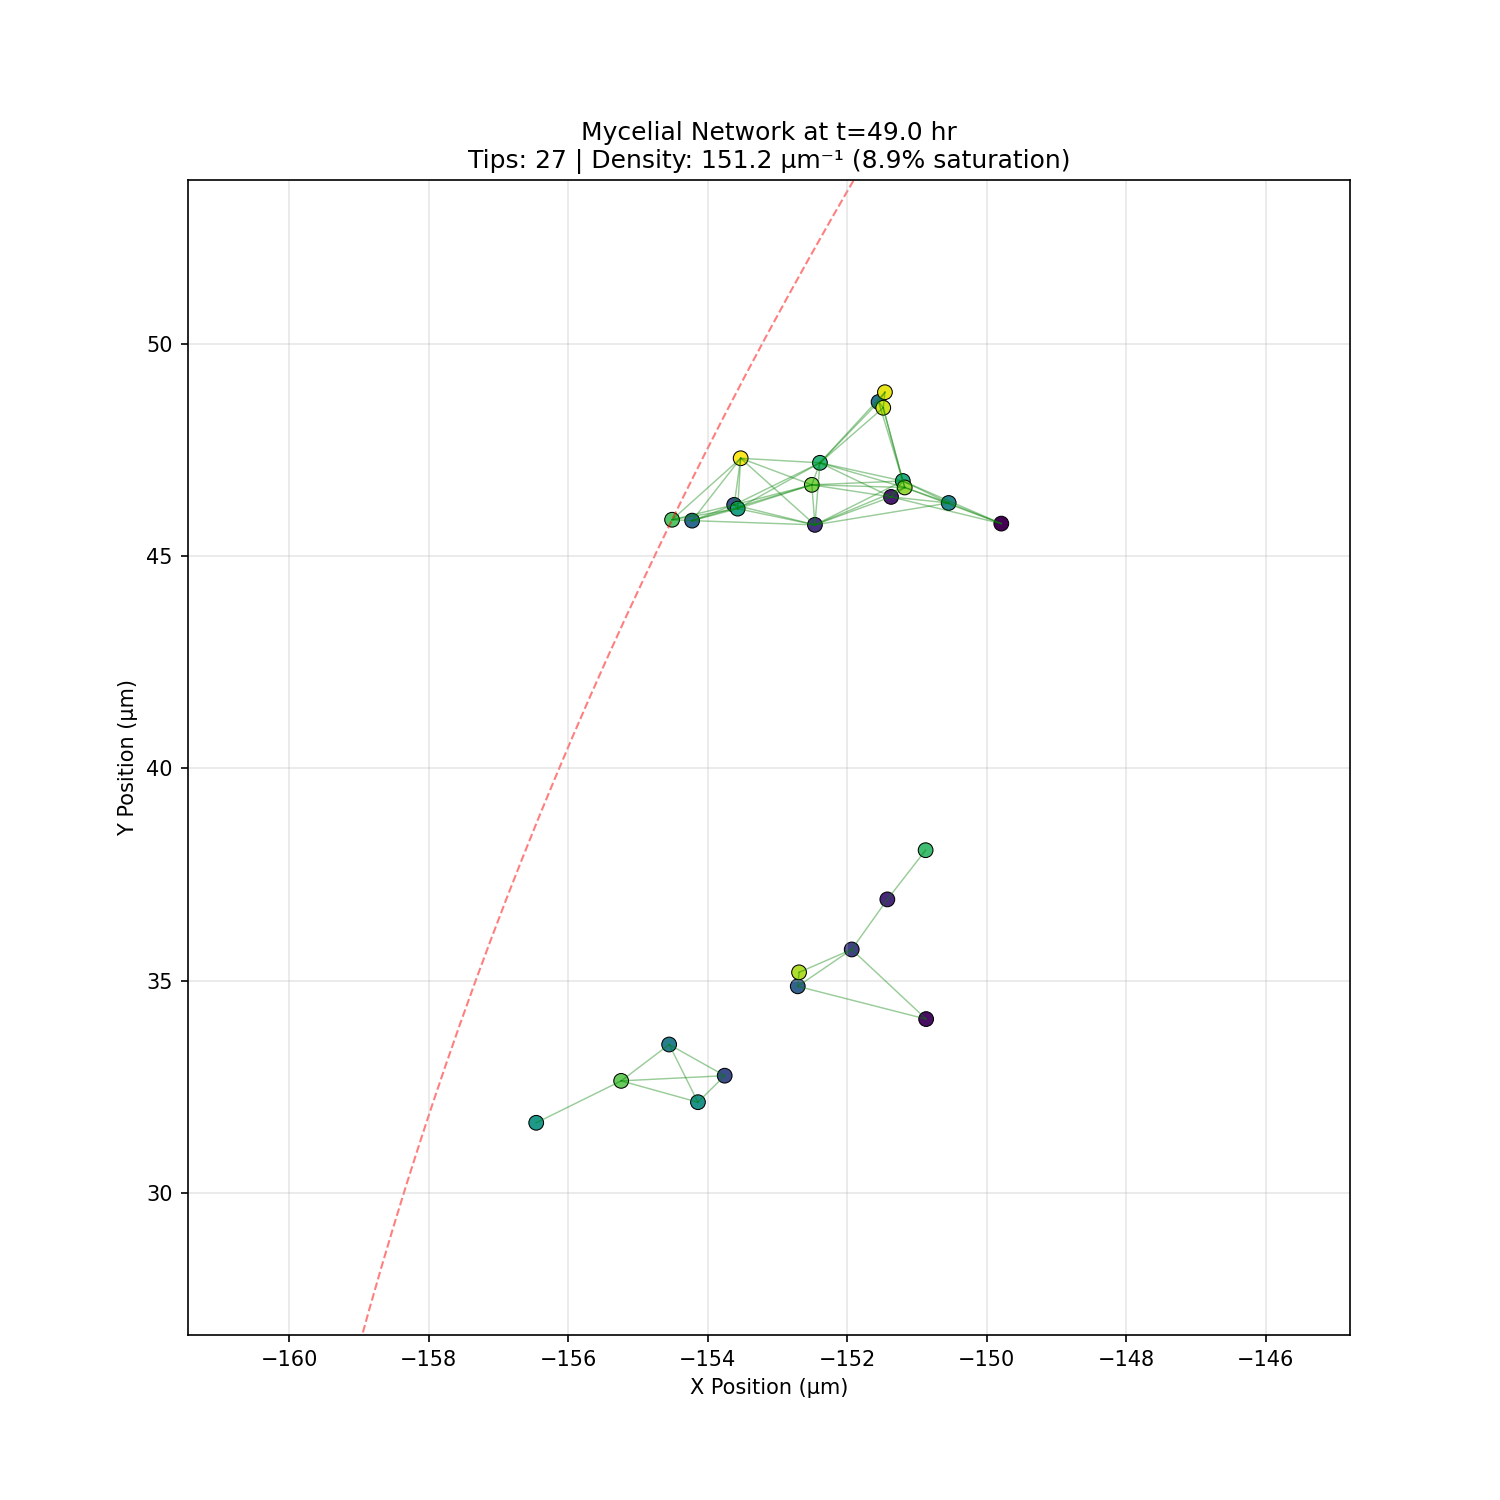 Mycelial Network at t=49.0 hr
Tips: 27 | Density: 151.2 μm⁻¹ (8.9% saturation)
50
45
40
35
30
Y Position (μm)
−160 −158 −156 −154 −152 −150 −148 −146
X Position (μm)